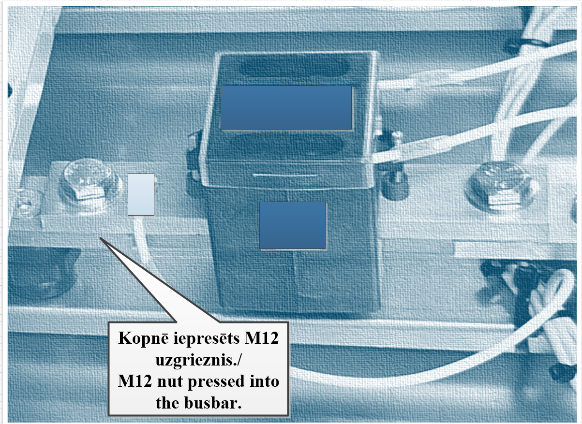 Kopnē iepresēts M12
uzgrieznis./
M12 nut pressed into
the busbar.